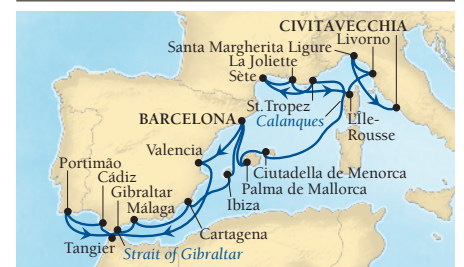 CIVITAVECCHIA
Livorno
Santa Margherita Ligure
La Joliette
Sète
St.Tropez
Calanques
L'Île-
Rousse
BARCELONA
Valencia
Ciutadella de Menorca
Palma de Mallorca
Ibiza
Portimão
Cádiz
Gibraltar
Málaga
Cartagena
Tangier
Strait of Gibraltar